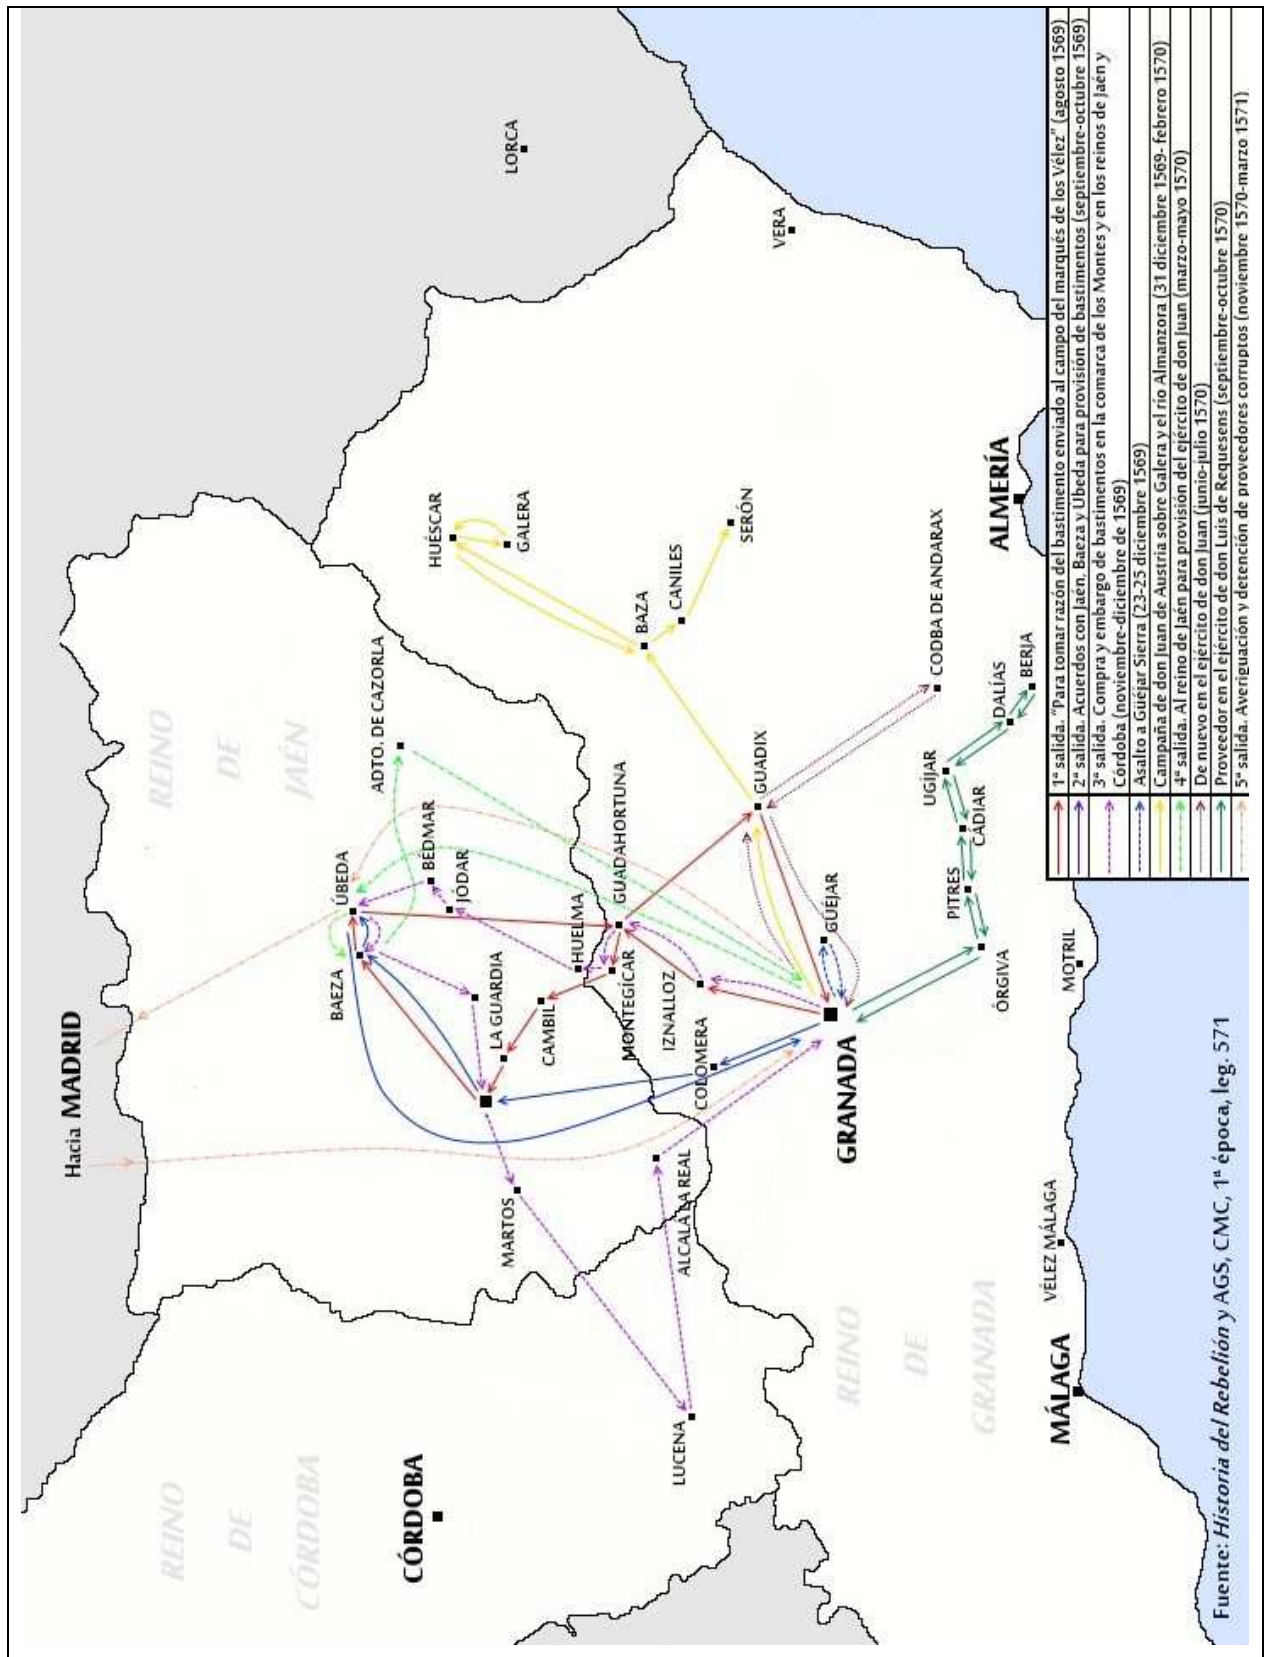 Hacia MADRID
REINO
DE
JAÉN
REINO
DE
CÓRDOBA
CÓRDOBA
ÚBEDA
BAEZA
ADTO. DE CAZORLA
BÉDMAR
JÓDAR
HUELMA
LA GUARDIA
CAMBIL
MONTEGÍCAR
GUADAHORTUNA
IZNALLOZ
COLOMERA
MARTOS
ALCALÁ LA REAL
LUCENA
HUÉSCAR
GALERA
LORCA
BAZA
CANILES
SERÓN
VERA
GUADIX
GÜÉJAR
GRANADA
REINO
DE
GRANADA
CODBA DE ANDARAX
UGÍJAR
CÁDIAR
PITRES
ÓRGIVA
DALÍAS
BERJA
ALMERÍA
MOTRIL
VÉLEZ MÁLAGA
MÁLAGA
1ª salida. "Para tomar razón del bastimento enviado al campo del marqués de los Vélez" (agosto 1569)
2ª salida. Acuerdos con Jaén, Baeza y Úbeda para provisión de bastimentos (septiembre-octubre 1569)
3ª salida. Compra y embargo de bastimentos en la comarca de los Montes y en los reinos de Jaén y
Córdoba (noviembre-diciembre de 1569)
Asalto a Güéjar Sierra (23-25 diciembre 1569)
Campaña de don Juan de Austria sobre Galera y el río Almanzora (31 diciembre 1569- febrero 1570)
4ª salida. Al reino de Jaén para provisión del ejército de don Juan (marzo-mayo 1570)
De nuevo en el ejército de don Juan (junio-julio 1570)
Proveedor en el ejército de don Luis de Requesens (septiembre-octubre 1570)
5ª salida. Averiguación y detención de proveedores corruptos (noviembre 1570-marzo 1571)
Fuente: Historia del Rebelión y AGS, CMC, 1ª época, leg. 571